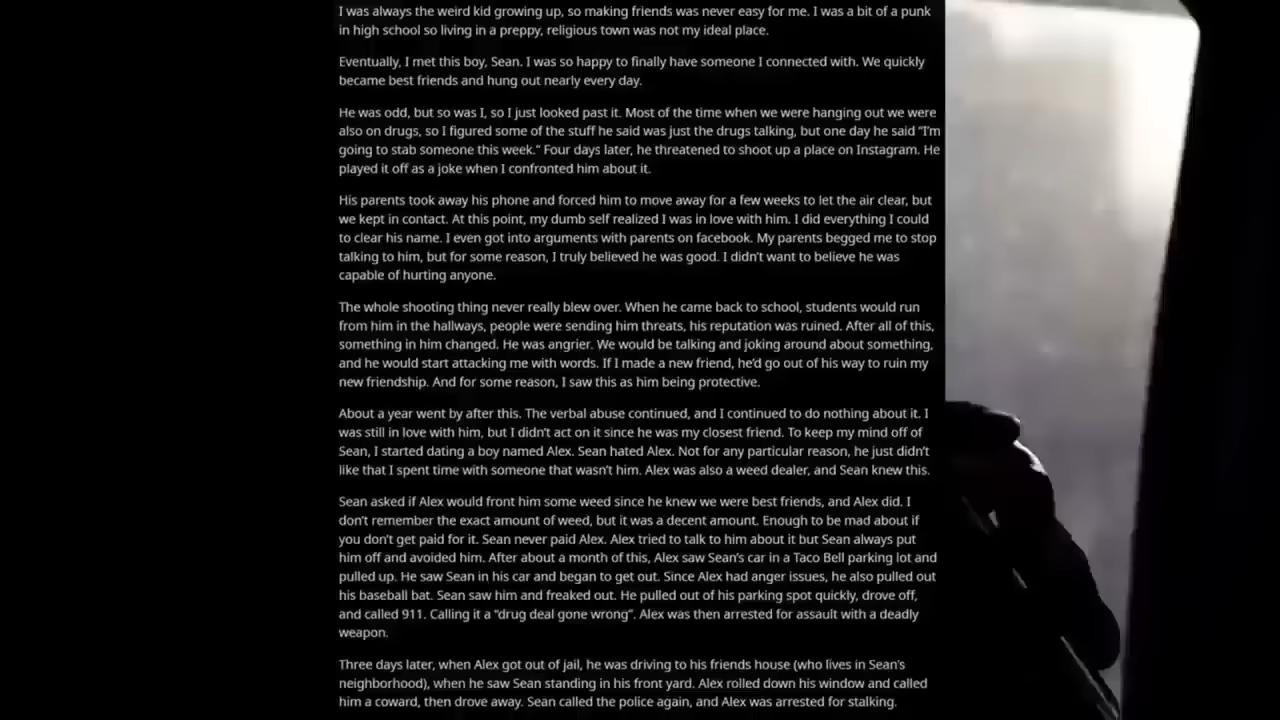 I was always the weird kid growing up, so making friends was never easy for me. I was a bit of a punk
in high school so living in a preppy, religious town was not my ideal place.
Eventually, I met this boy, Sean. I was so happy to finally have someone I connected with. We quickly
became best friends and hung out nearly every day.
He was odd, but so was I, so I just looked past it. Most of the time when we were hanging out we were
also on drugs, so I figured some of the stuff he said was just the drugs talking, but one day he said “I’m
going to stab someone this week.” Four days later, he threatened to shoot up a place on Instagram. He
played it off as a joke when I confronted him about it.
His parents took away his phone and forced him to move away for a few weeks to let the air clear, but
we kept in contact. At this point, my dumb self realized I was in love with him. I did everything I could
to clear his name. I even got into arguments with parents on facebook. My parents begged me to stop
talking to him, but for some reason, I truly believed he was good. I didn’t want to believe he was
capable of hurting anyone.
The whole shooting thing never really blew over. When he came back to school, students would run
from him in the hallways, people were sending him threats, his reputation was ruined. After all of this,
something in him changed. He was angrier. We would be talking and joking around about something,
and he would start attacking me with words. If I made a new friend, he’d go out of his way to ruin my
new friendship. And for some reason, I saw this as him being protective.
About a year went by after this. The verbal abuse continued, and I continued to do nothing about it. I
was still in love with him, but I didn’t act on it since he was my closest friend. To keep my mind off of
Sean, I started dating a boy named Alex. Sean hated Alex. Not for any particular reason, he just didn’t
like that I spent time with someone that wasn’t him. Alex was also a weed dealer, and Sean knew this.
Sean asked if Alex would front him some weed since he knew we were best friends, and Alex did. I
don’t remember the exact amount of weed, but it was a decent amount. Enough to be mad about if
you don’t get paid for it. Sean never paid Alex. Alex tried to talk to him about it but Sean always put
him off and avoided him. After about a month of this, Alex saw Sean’s car in a Taco Bell parking lot and
pulled up. He saw Sean in his car and began to get out. Since Alex had anger issues, he also pulled out
his baseball bat. Sean saw him and freaked out. He pulled out of his parking spot quickly, drove off,
and called 911. Calling it a “drug deal gone wrong”. Alex was then arrested for assault with a deadly
weapon.
Three days later, when Alex got out of jail, he was driving to his friends house (who lives in Sean’s
neighborhood), when he saw Sean standing in his front yard. Alex rolled down his window and called
him a coward, then drove away. Sean called the police again, and Alex was arrested for stalking.